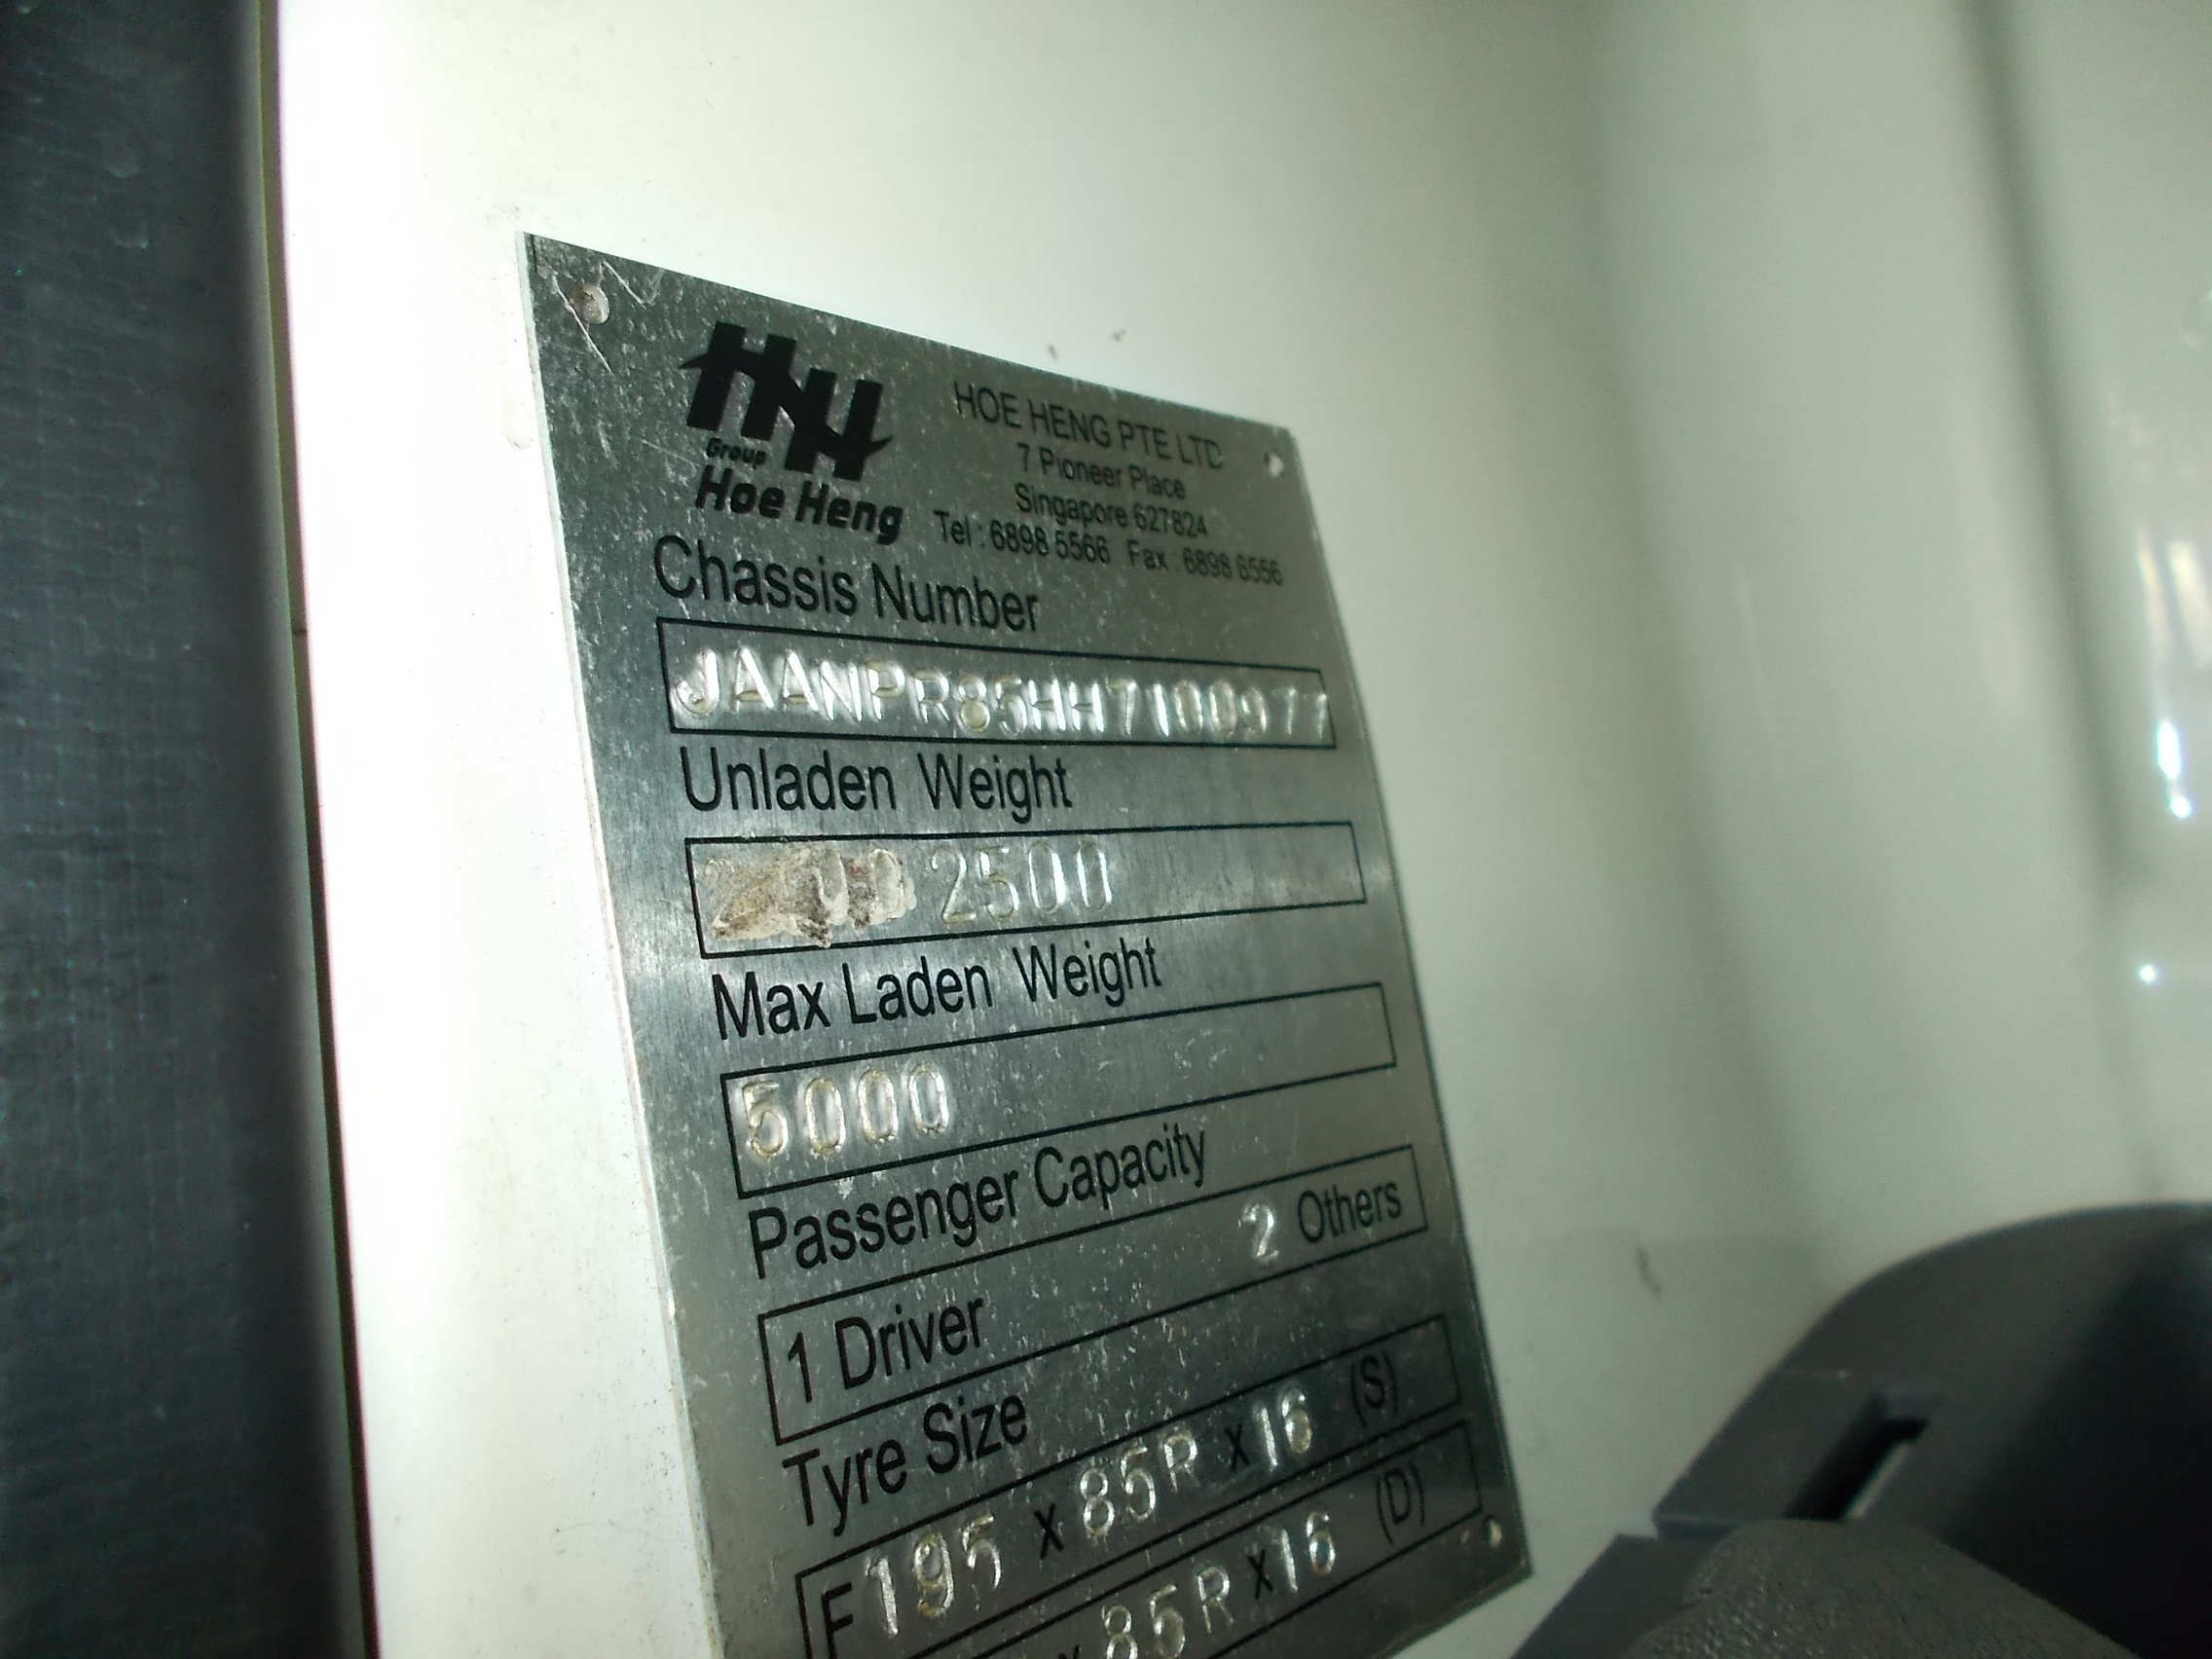 HH
Group
Hoe Heng
HOE HENG PTE LTD
7 Pioneer Place
Singapore 627824
Tel : 6898 5566 Fax : 6898 6556
Chassis Number
JAANPR85HH7100977
Unladen Weight
2500
Max Laden Weight
5000
Passenger Capacity
1 Driver 2 Others
Tyre Size
F 195 x 85R x 16 (S)
x 85R x 16 (D)